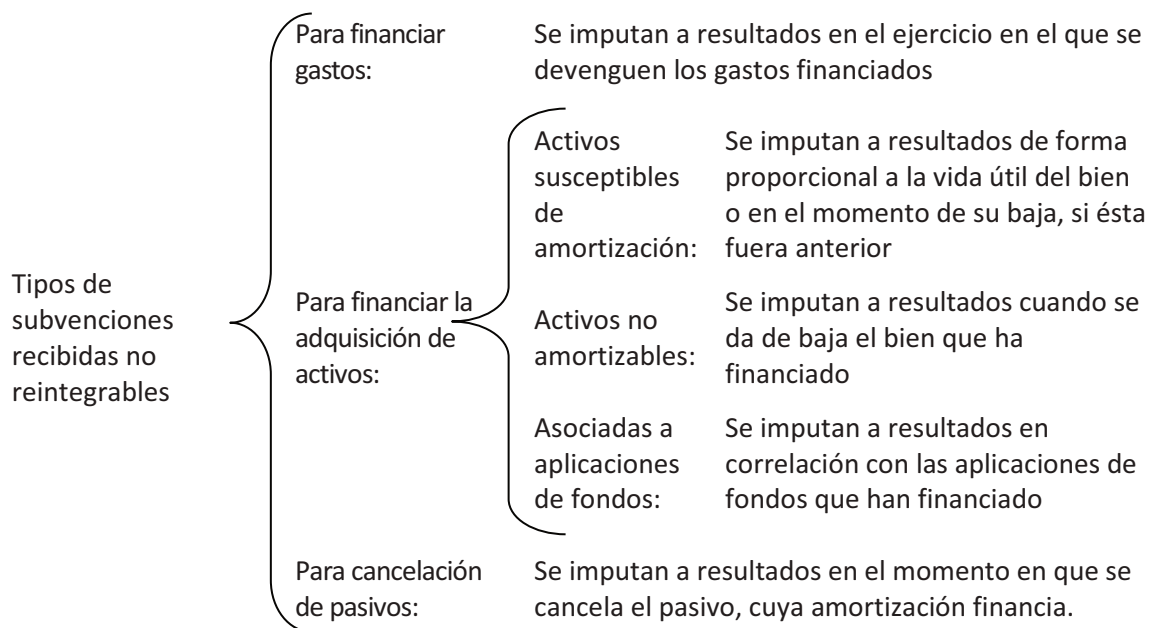 Tipos de
subvenciones
recibidas no
reintegrables
Para financiar
gastos:
Se imputan a resultados en el ejercicio en el que se
devenguen los gastos financiados
Para financiar la
adquisición de
activos:
Activos
susceptibles
de
amortización:
Se imputan a resultados de forma
proporcional a la vida útil del bien
o en el momento de su baja, si ésta
fuera anterior
Activos no
amortizables:
Se imputan a resultados cuando se
da de baja el bien que ha
financiado
Asociadas a
aplicaciones
de fondos:
Se imputan a resultados en
correlación con las aplicaciones de
fondos que han financiado
Para cancelación
de pasivos:
Se imputan a resultados en el momento en que se
cancela el pasivo, cuya amortización financia.